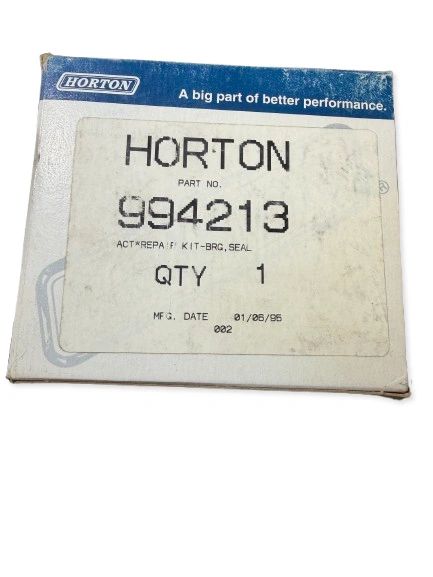 HORTON
A big part of better performance.
HORTON
PART NO.
994213
ACT*REPAIR KIT-BRG,SEAL
QTY 1
MFG. DATE 01/06/95
002
®